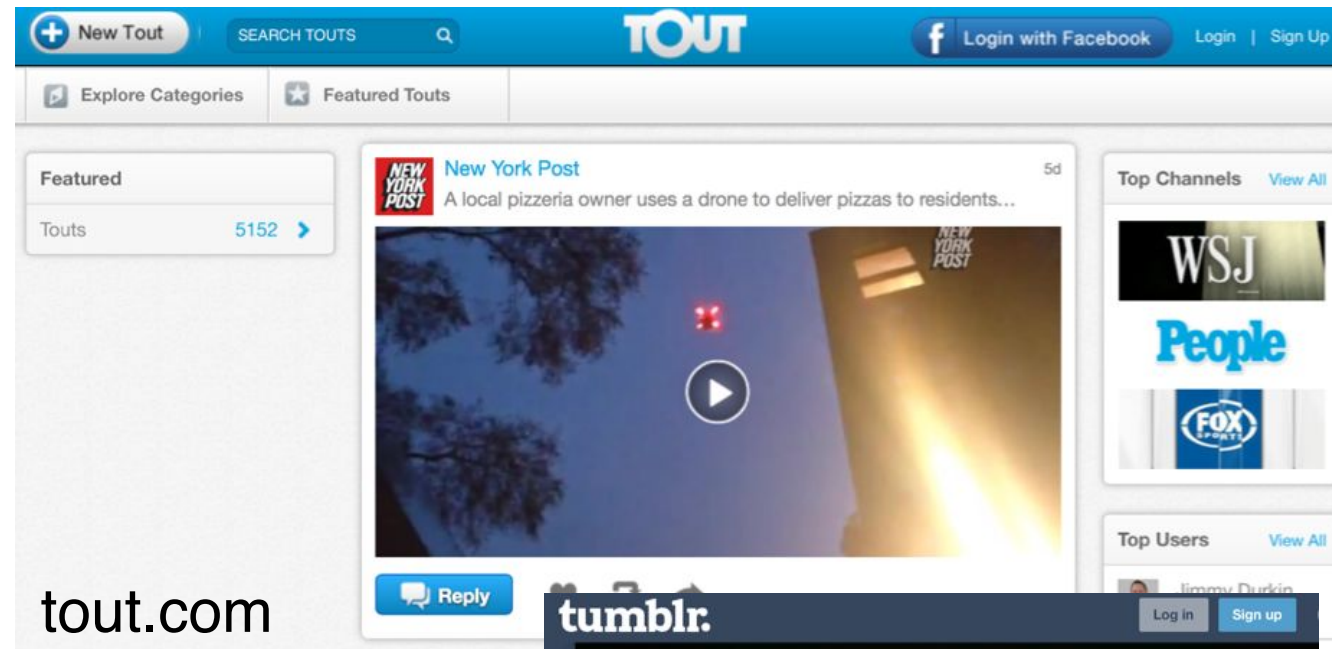 New Tout
SEARCH TOUTS
TOUT
f Login with Facebook
Login | Sign Up
Explore Categories
Featured Touts
Featured
Touts 5152
NEW
YORK
POST
New York Post
5d
A local pizzeria owner uses a drone to deliver pizzas to residents...
NEW
YORK
POST
Top Channels View All
WSJ
People
FOX
SPORTS
Top Users View All
Jimmy Durkin
Reply
tout.com
tumblr.
Log in
Sign up